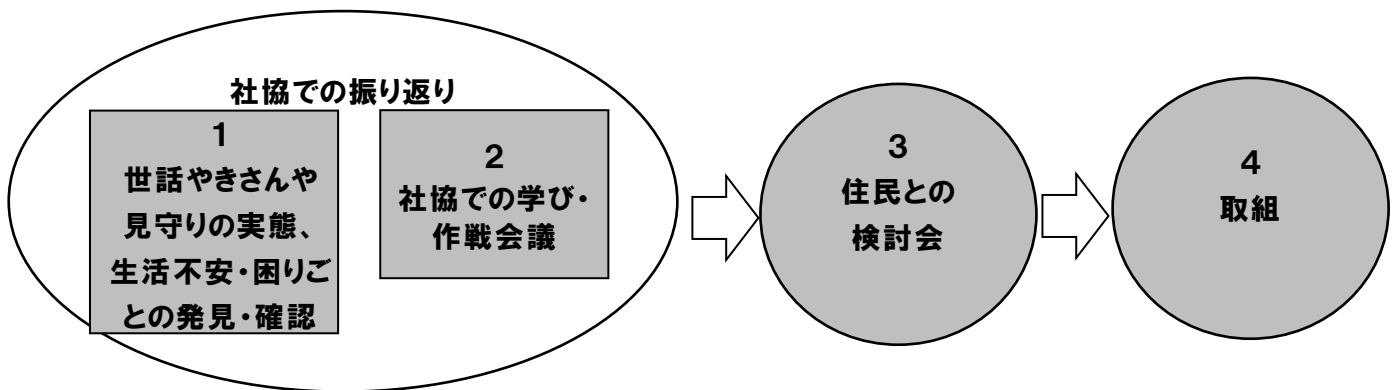 社協での振り返り
1
世話やきさんや
見守りの実態、
生活不安・困りご
との発見・確認
2
社協での学び・
作戦会議
3
住民との
検討会
4
取組